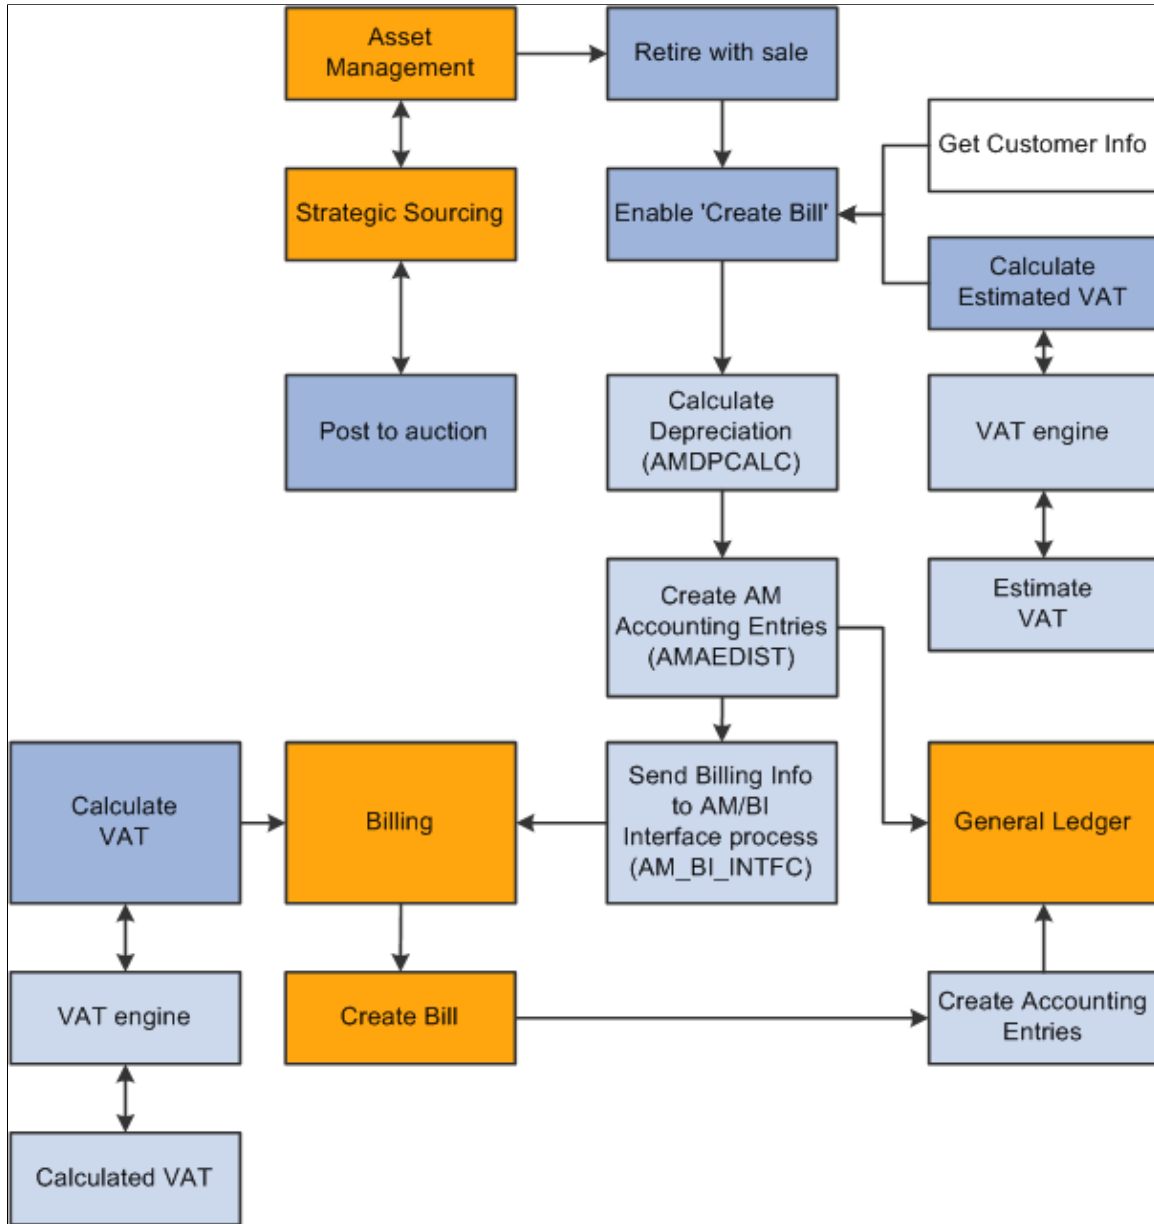 Asset
Management
Retire with sale
Get Customer Info
Strategic Sourcing
Enable 'Create Bill'
Calculate
Estimated VAT
Post to auction
Calculate
Depreciation
(AMDPCALC)
VAT engine
Create AM
Accounting Entries
(AMAEDIST)
Estimate
VAT
Calculate
VAT
Billing
Send Billing Info
to AM/BI
Interface process
(AM_BI_INTFC)
General Ledger
VAT engine
Create Bill
Create Accounting
Entries
Calculated VAT